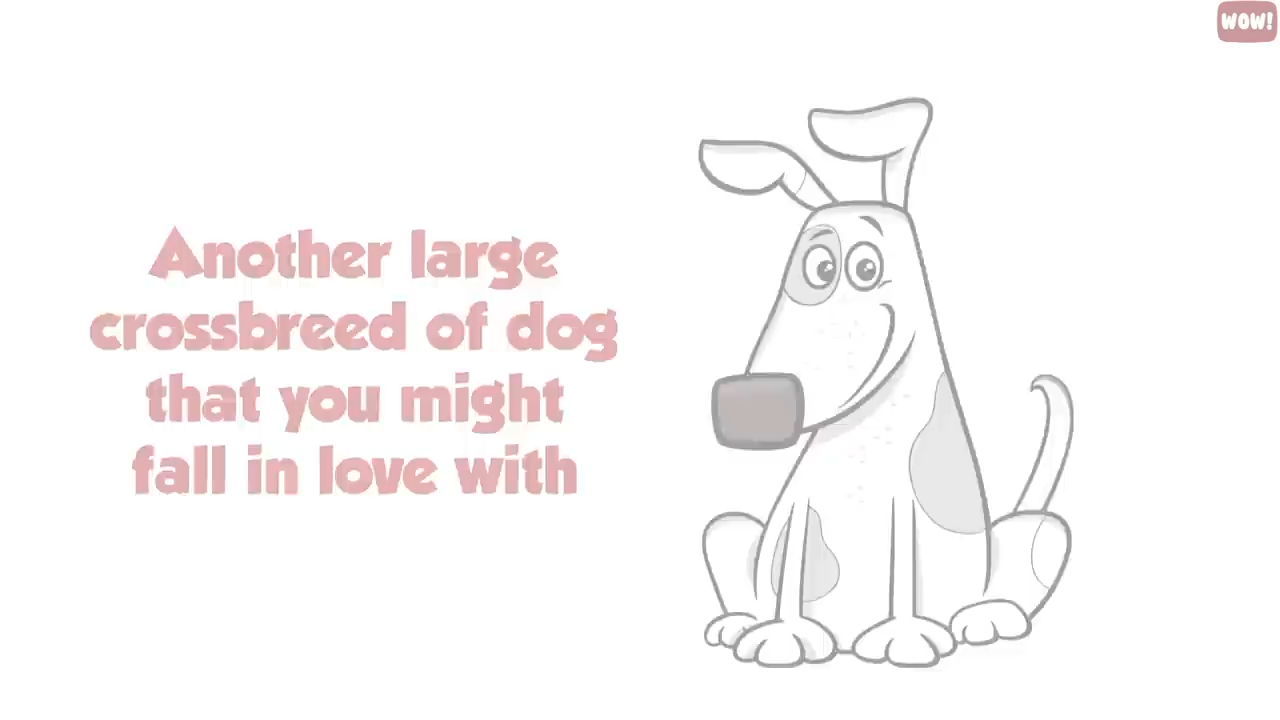 WOW!
Another large
crossbreed of dog
that you might
fall in love with